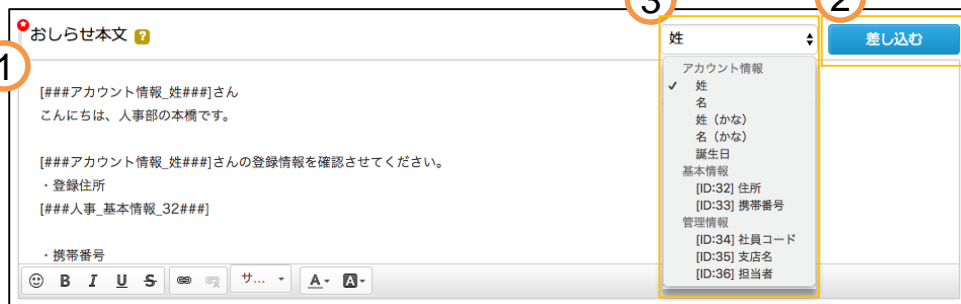 3
2
おしらせ本文 ?
姓
差し込む
1
[###アカウント情報_姓###]さん
こんにちは、人事部の本橋です。
[###アカウント情報_姓###]さんの登録情報を確認させてください。
・登録住所
[###人事_基本情報_32###]
・携帯番号
アカウント情報
✓ 姓
名
姓（かな）
名（かな）
誕生日
基本情報
[ID:32] 住所
[ID:33] 携帯番号
管理情報
[ID:34] 社員コード
[ID:35] 支店名
[ID:36] 担当者
B I U S サ... A A